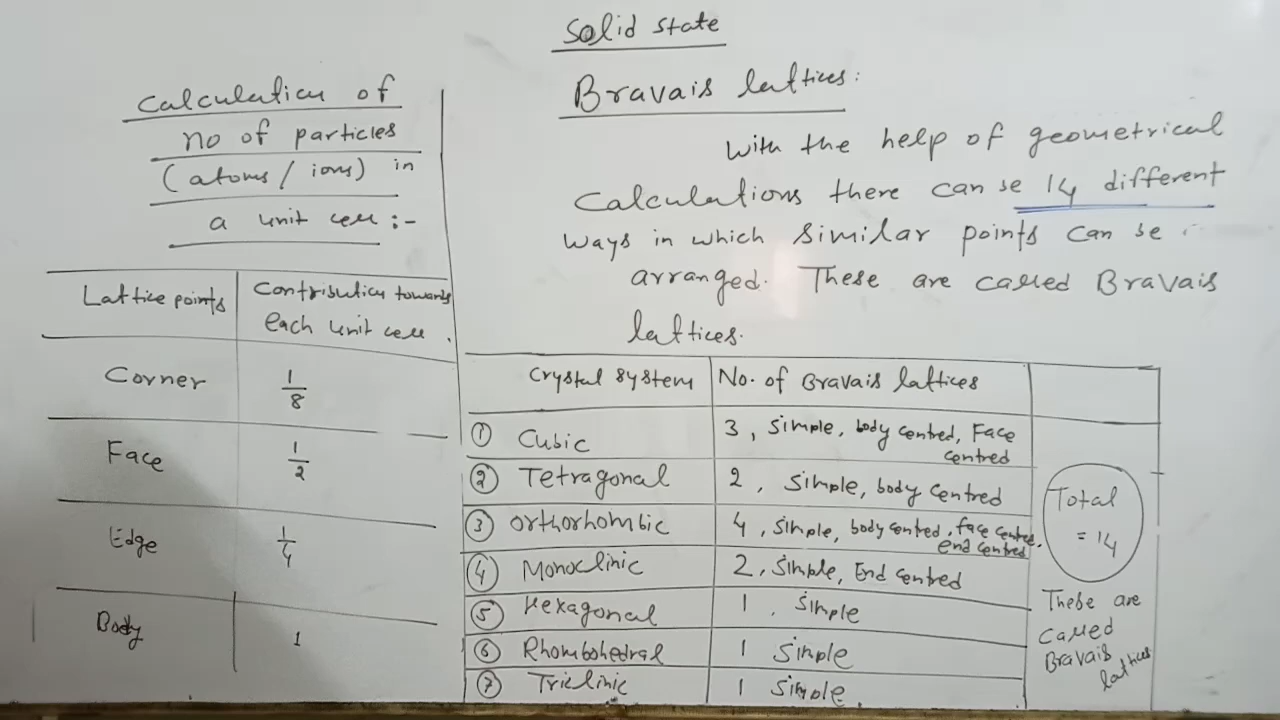 Solid state
Calculation of
no of particles
(atoms / ions) in
a unit cell :-
Lattice points
Contribution towards
each unit cell.
Corner 1/8
Face 1/2
Edge 1/4
Body 1
Bravais lattices:
With the help of geometrical
Calculations there can be 14 different
ways in which similar points can be
arranged. These are called Bravais
lattices.
Crystal system No. of Bravais lattices
① Cubic 3, Simple, body centred, Face
centred
② Tetragonal 2, Simple, body centred
③ Orthorhombic 4, Simple, body centred, face centred,
end centred
④ Monoclinic 2, Simple, End centred
⑤ Hexagonal 1, Simple
⑥ Rhombohedral 1 Simple
⑦ Triclinic 1 Simple
Total
= 14
These are
called
Bravais
lattices